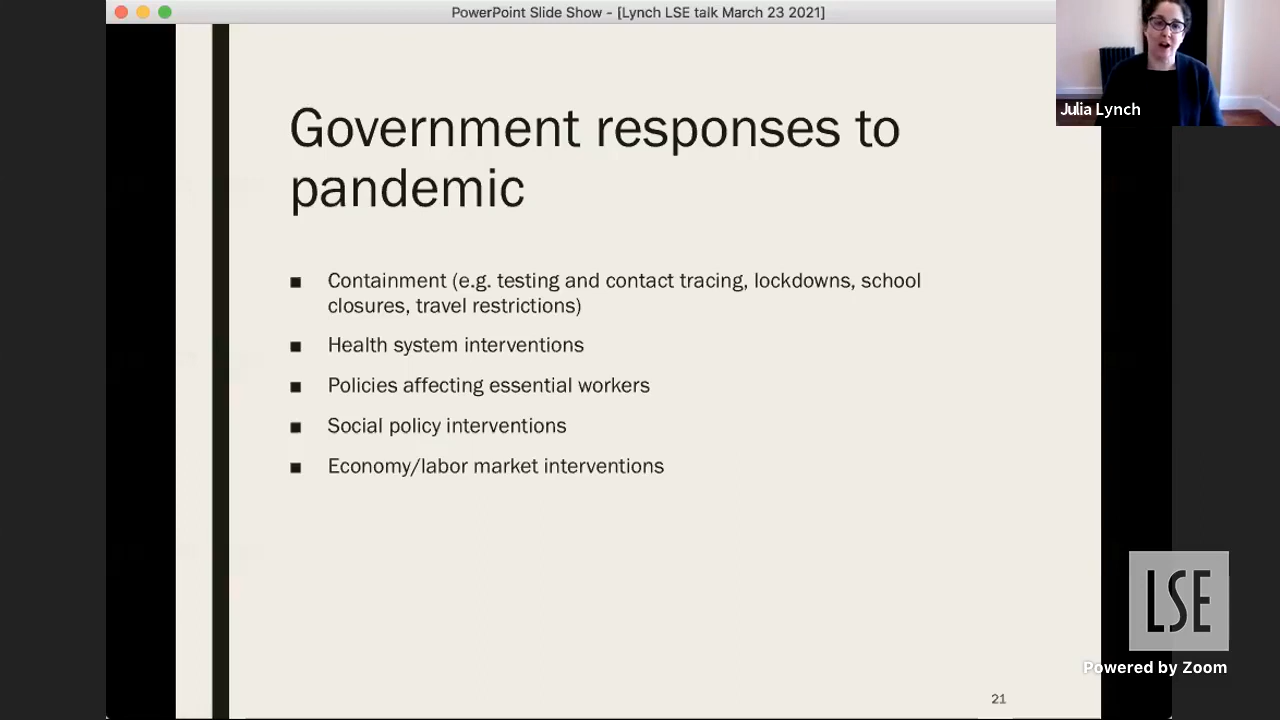 PowerPoint Slide Show - [Lynch LSE talk March 23 2021]
Julia Lynch
Government responses to
pandemic
Containment (e.g. testing and contact tracing, lockdowns, school
closures, travel restrictions)
Health system interventions
Policies affecting essential workers
Social policy interventions
Economy/labor market interventions
LSE
Powered by Zoom
21